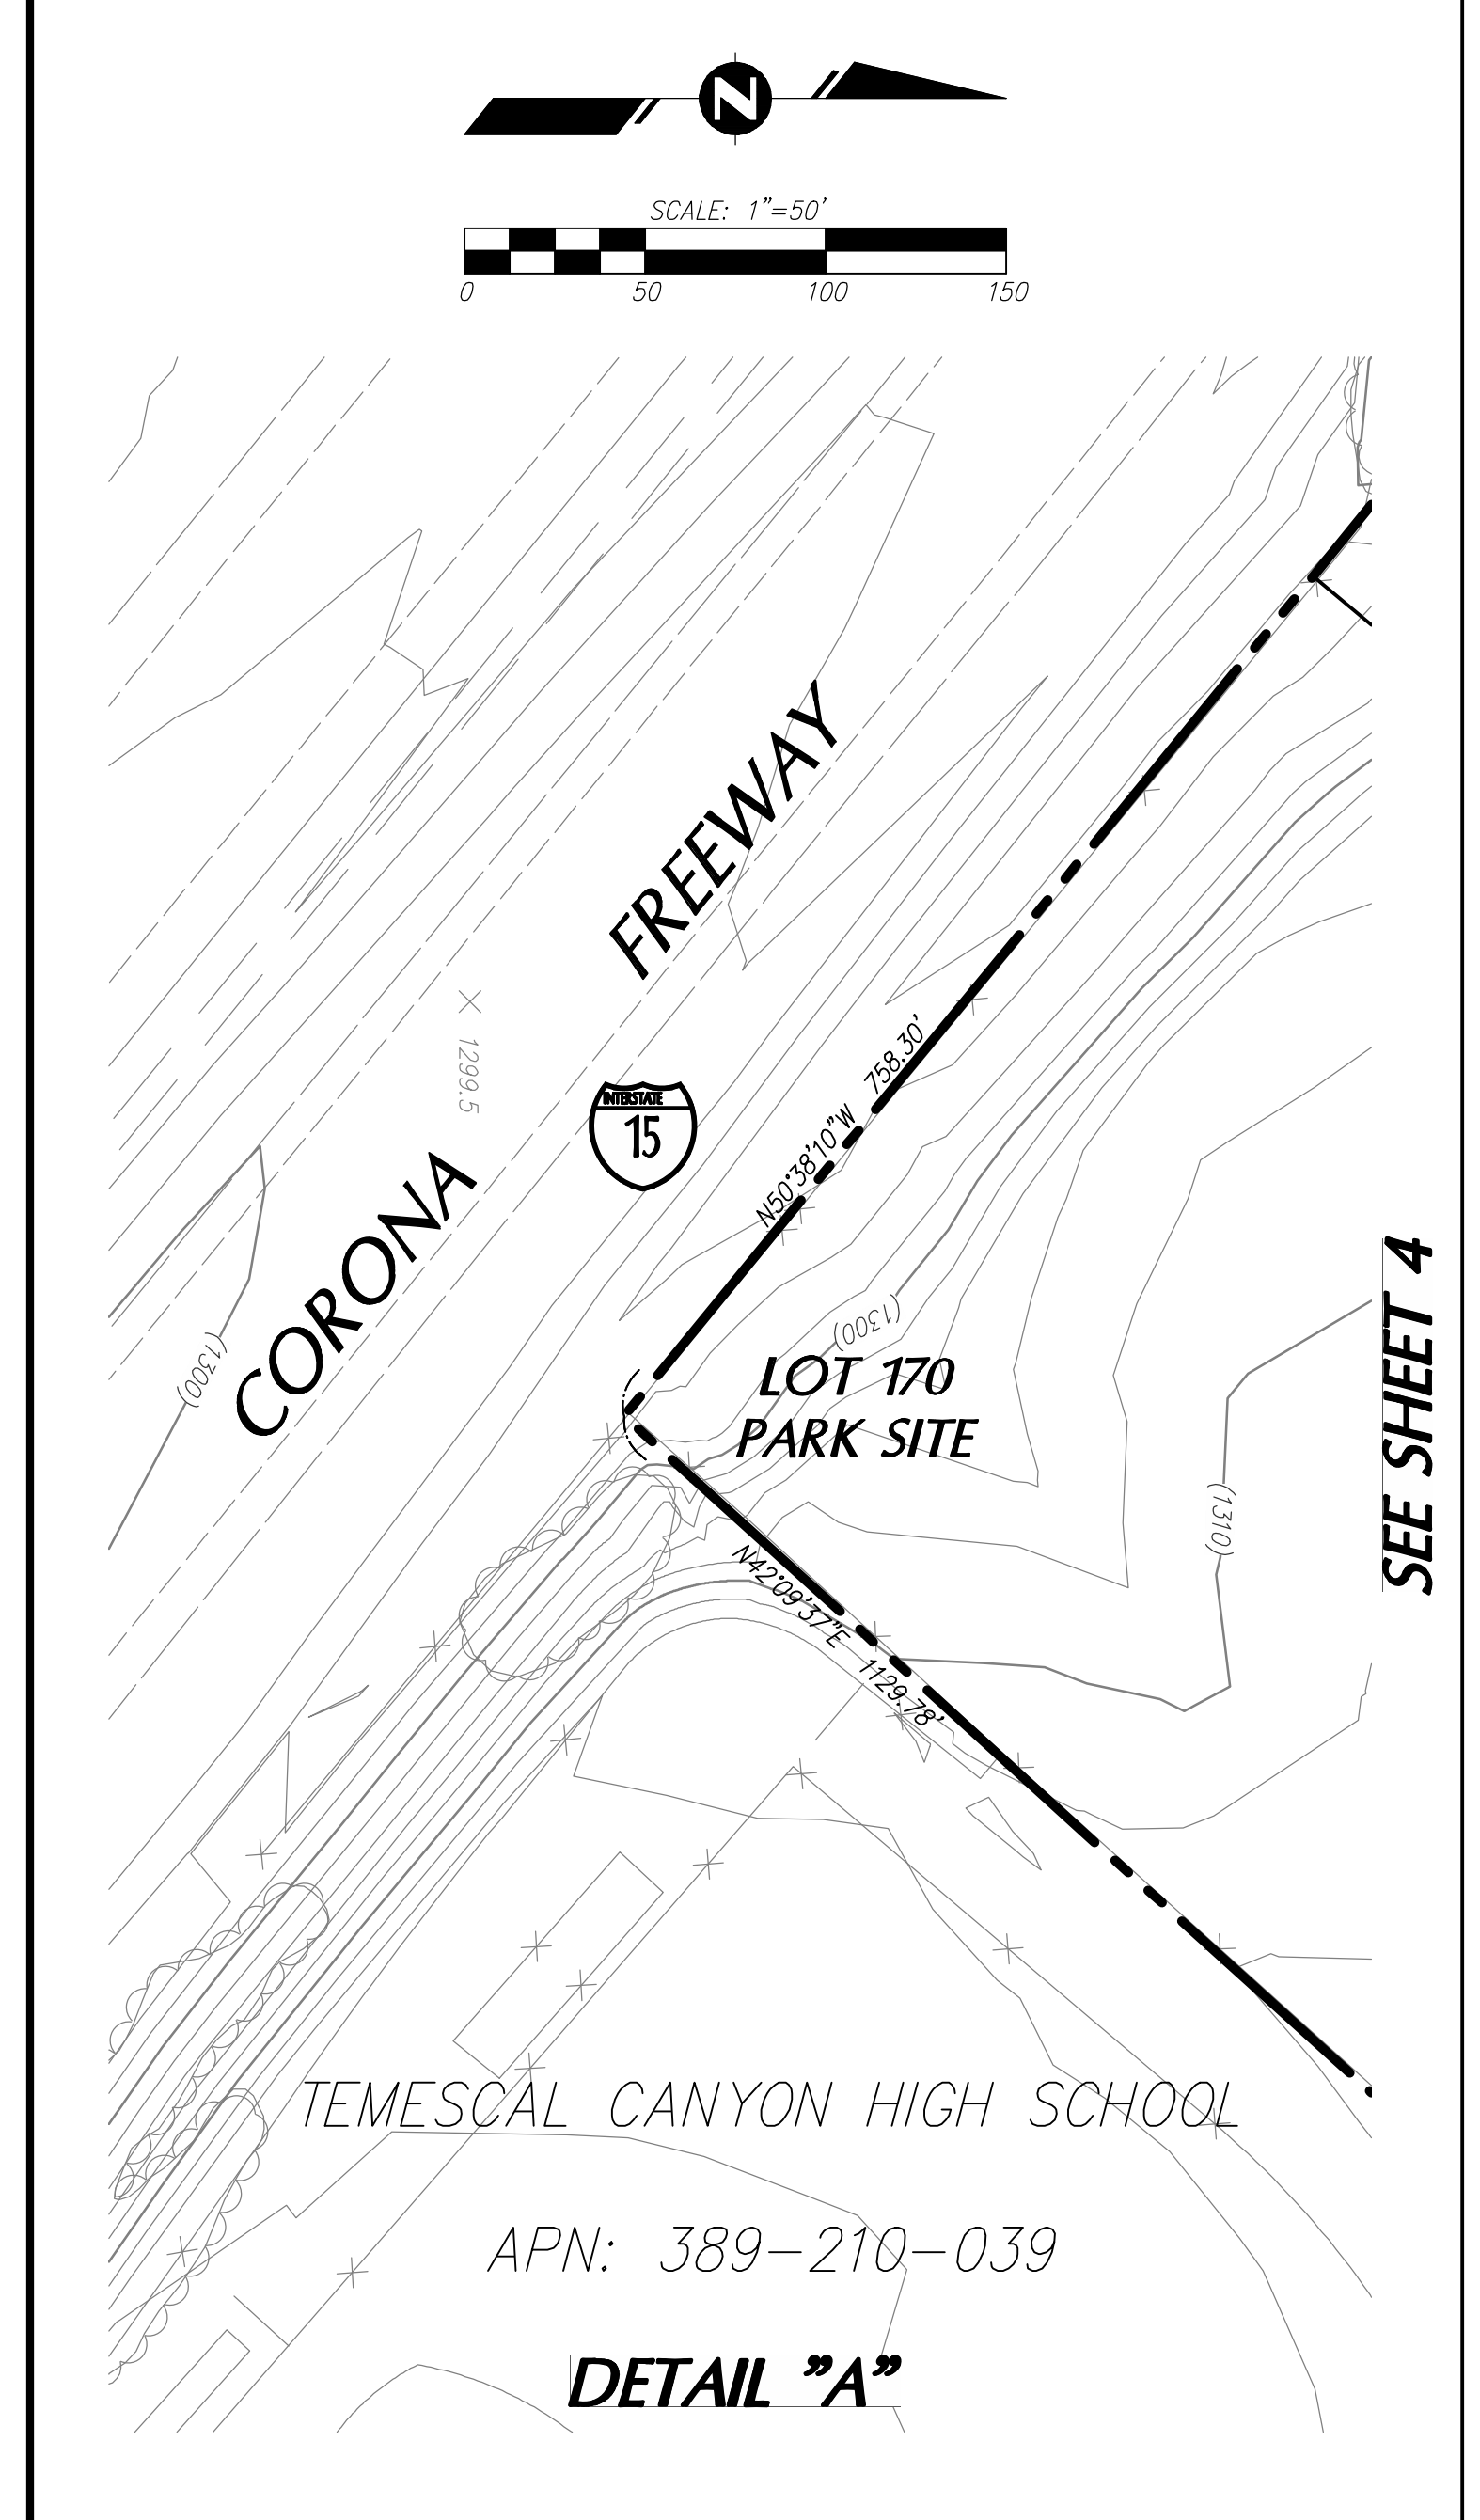 N
SCALE: 1"=50'
0 50 100 150
CORONA FREEWAY
1299.5
INTERSTATE
15
N50°38'10"W 758.30'
(1300)
(1300)
LOT 170
PARK SITE
(1310)
SEE SHEET 4
N42°09'37"E 1129.78'
TEMESCAL CANYON HIGH SCHOOL
APN: 389-210-039
DETAIL "A"